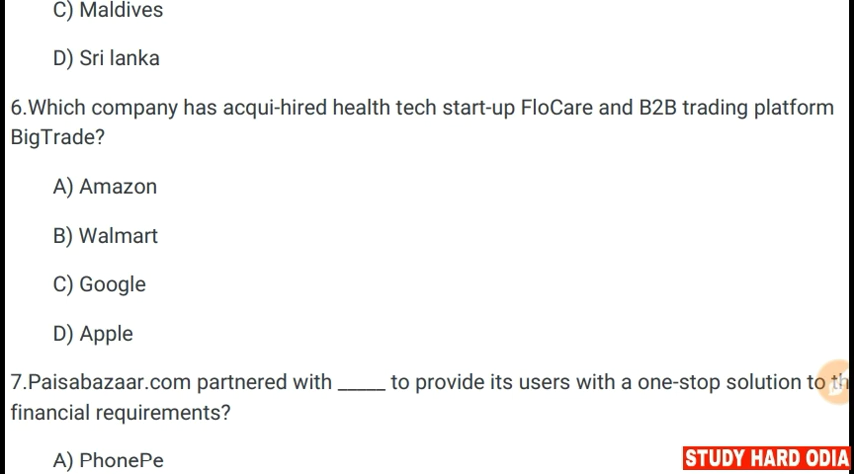 C) Maldives
D) Sri lanka
6.Which company has acqui-hired health tech start-up FloCare and B2B trading platform
BigTrade?
A) Amazon
B) Walmart
C) Google
D) Apple
7.Paisabazaar.com partnered with _____ to provide its users with a one-stop solution to th
financial requirements?
A) PhonePe
STUDY HARD ODIA